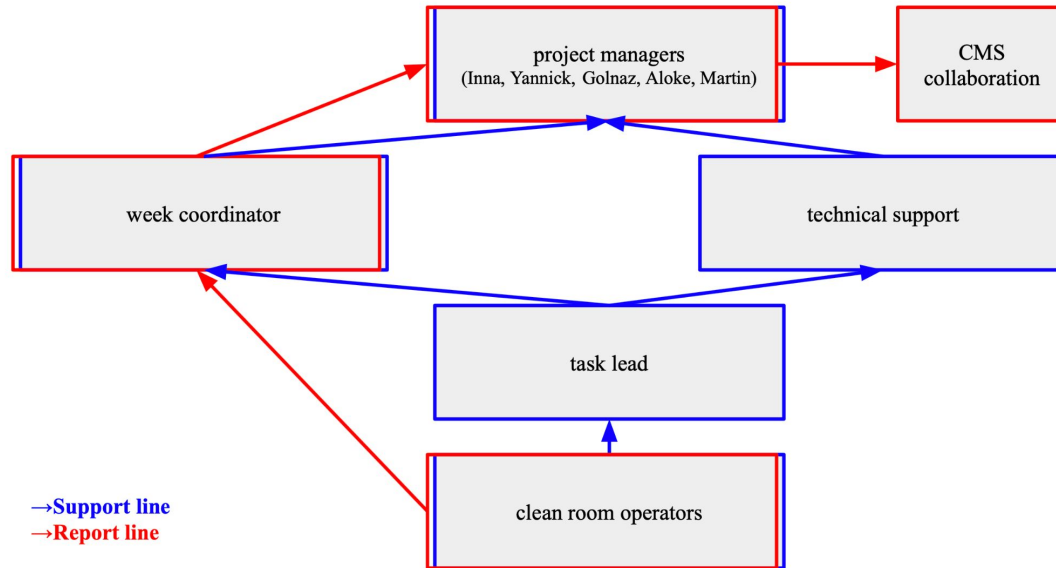 project managers
(Inna, Yannick, Golnaz, Aloke, Martin)
CMS
collaboration
week coordinator
technical support
task lead
clean room operators
→Support line
→Report line